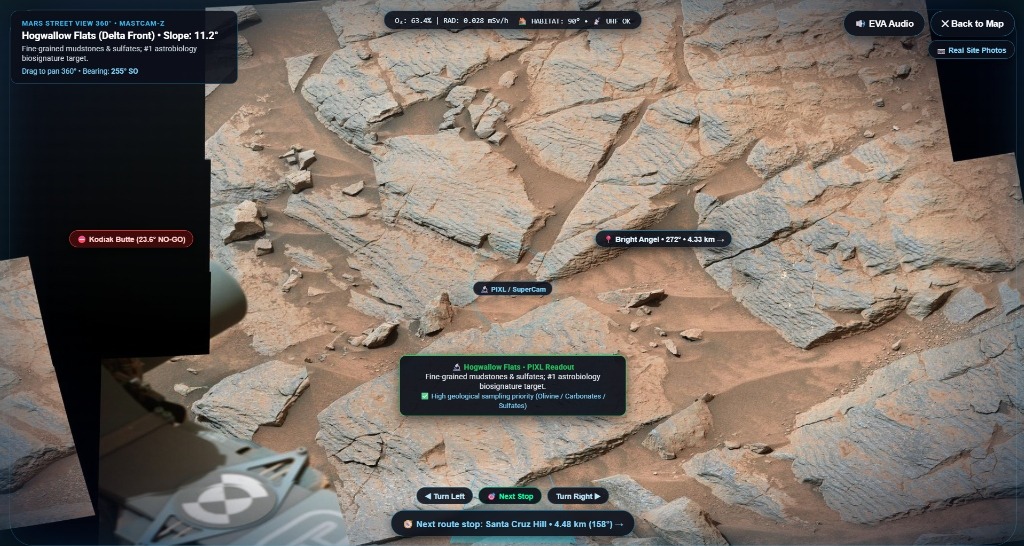 MARS STREET VIEW 360° • MASTCAM-Z
Hogwallow Flats (Delta Front) • Slope: 11.2°
Fine-grained mudstones & sulfates; #1 astrobiology
biosignature target.
Drag to pan 360° • Bearing: 255° SO
O₂: 63.4% | RAD: 0.028 mSv/h HABITAT: 90° • UHF OK
EVA Audio
✕ Back to Map
Real Site Photos
Kodiak Butte (23.6° NO-GO)
Bright Angel • 272° • 4.33 km →
PIXL / SuperCam
Hogwallow Flats - PIXL Readout
Fine-grained mudstones & sulfates; #1 astrobiology
biosignature target.
✅ High geological sampling priority (Olivine / Carbonates /
Sulfates)
◀ Turn Left
Next Stop
Turn Right ▶
Next route stop: Santa Cruz Hill • 4.48 km (158°) →